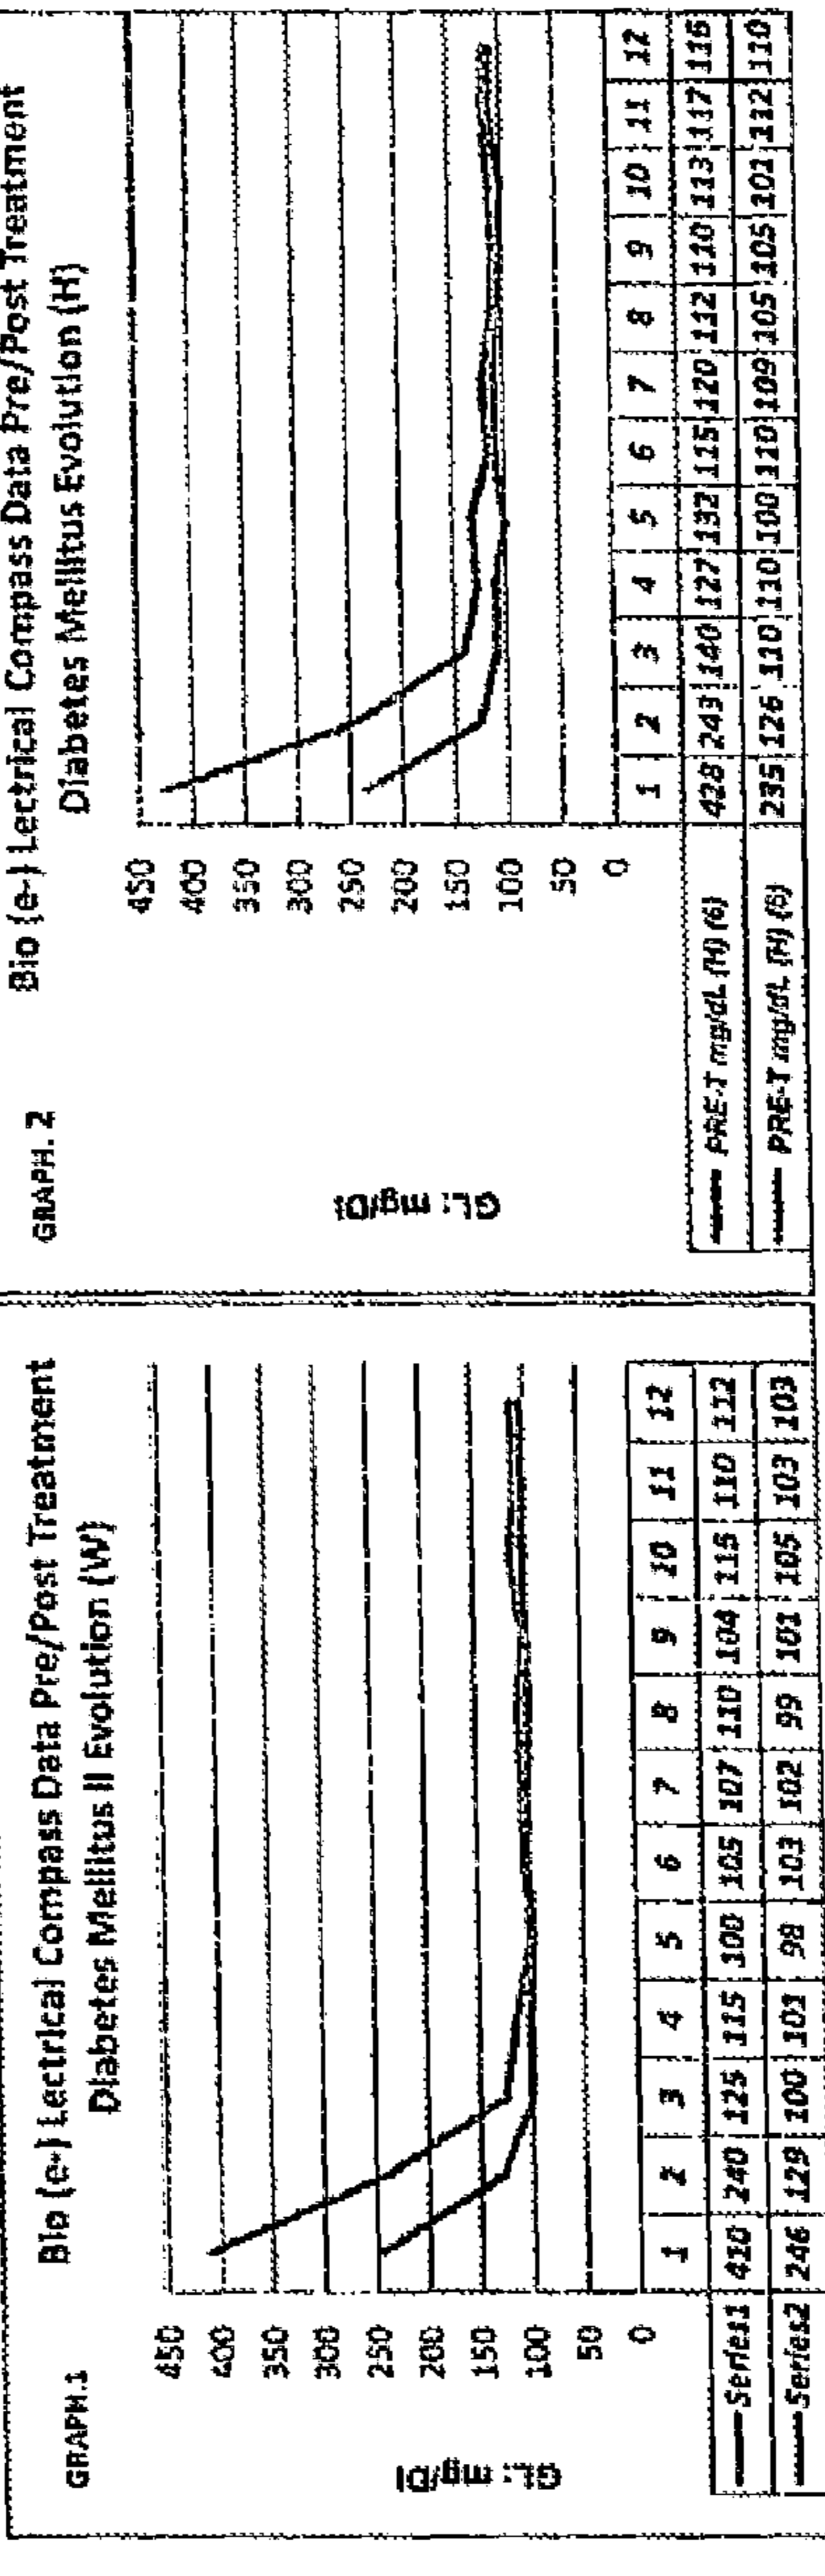 GRAPH.1
Bio (e-) Lectrical Compass Data Pre/Post Treatment
Diabetes Mellitus II Evolution (W)
GL: mg/Dl
450
400
350
300
250
200
150
100
50
0
1 2 3 4 5 6 7 8 9 10 11 12
Series1 410 240 125 115 100 105 107 110 104 115 110 112
Series2 246 129 100 101 98 103 102 99 101 105 103 103
GRAPH. 2
Bio (e-) Lectrical Compass Data Pre/Post Treatment
Diabetes Mellitus Evolution (H)
GL: mg/Dl
450
400
350
300
250
200
150
100
50
0
1 2 3 4 5 6 7 8 9 10 11 12
PRE-T mg/dL (H) (6) 428 243 140 127 132 115 120 112 110 113 117 116
PRE-T mg/dL (H) (6) 235 126 110 110 100 110 109 105 105 101 112 110